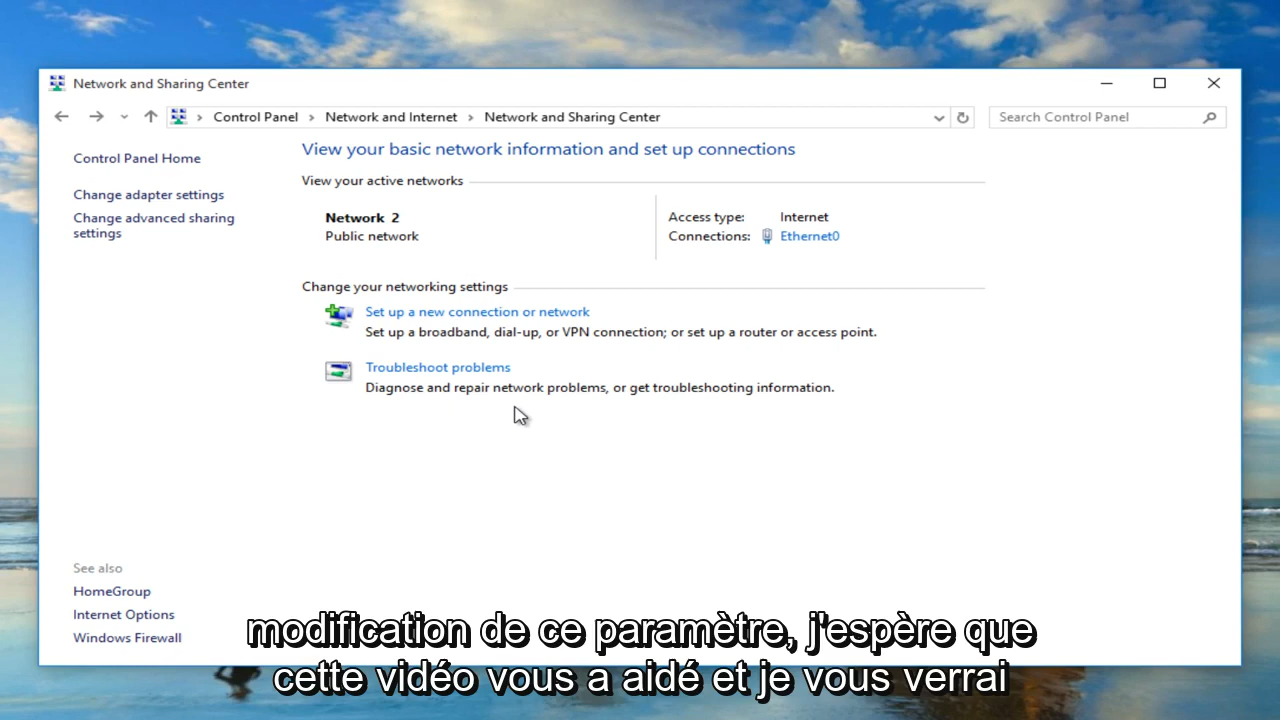 Network and Sharing Center
Control Panel
Network and Internet
Network and Sharing Center
Search Control Panel
Control Panel Home
Change adapter settings
Change advanced sharing
settings
View your basic network information and set up connections
View your active networks
Network 2
Public network
Access type: Internet
Connections: Ethernet0
Change your networking settings
Set up a new connection or network
Set up a broadband, dial-up, or VPN connection; or set up a router or access point.
Troubleshoot problems
Diagnose and repair network problems, or get troubleshooting information.
See also
HomeGroup
Internet Options
Windows Firewall
modification de ce paramètre, j'espère que
cette vidéo vous a aidé et je vous verrai